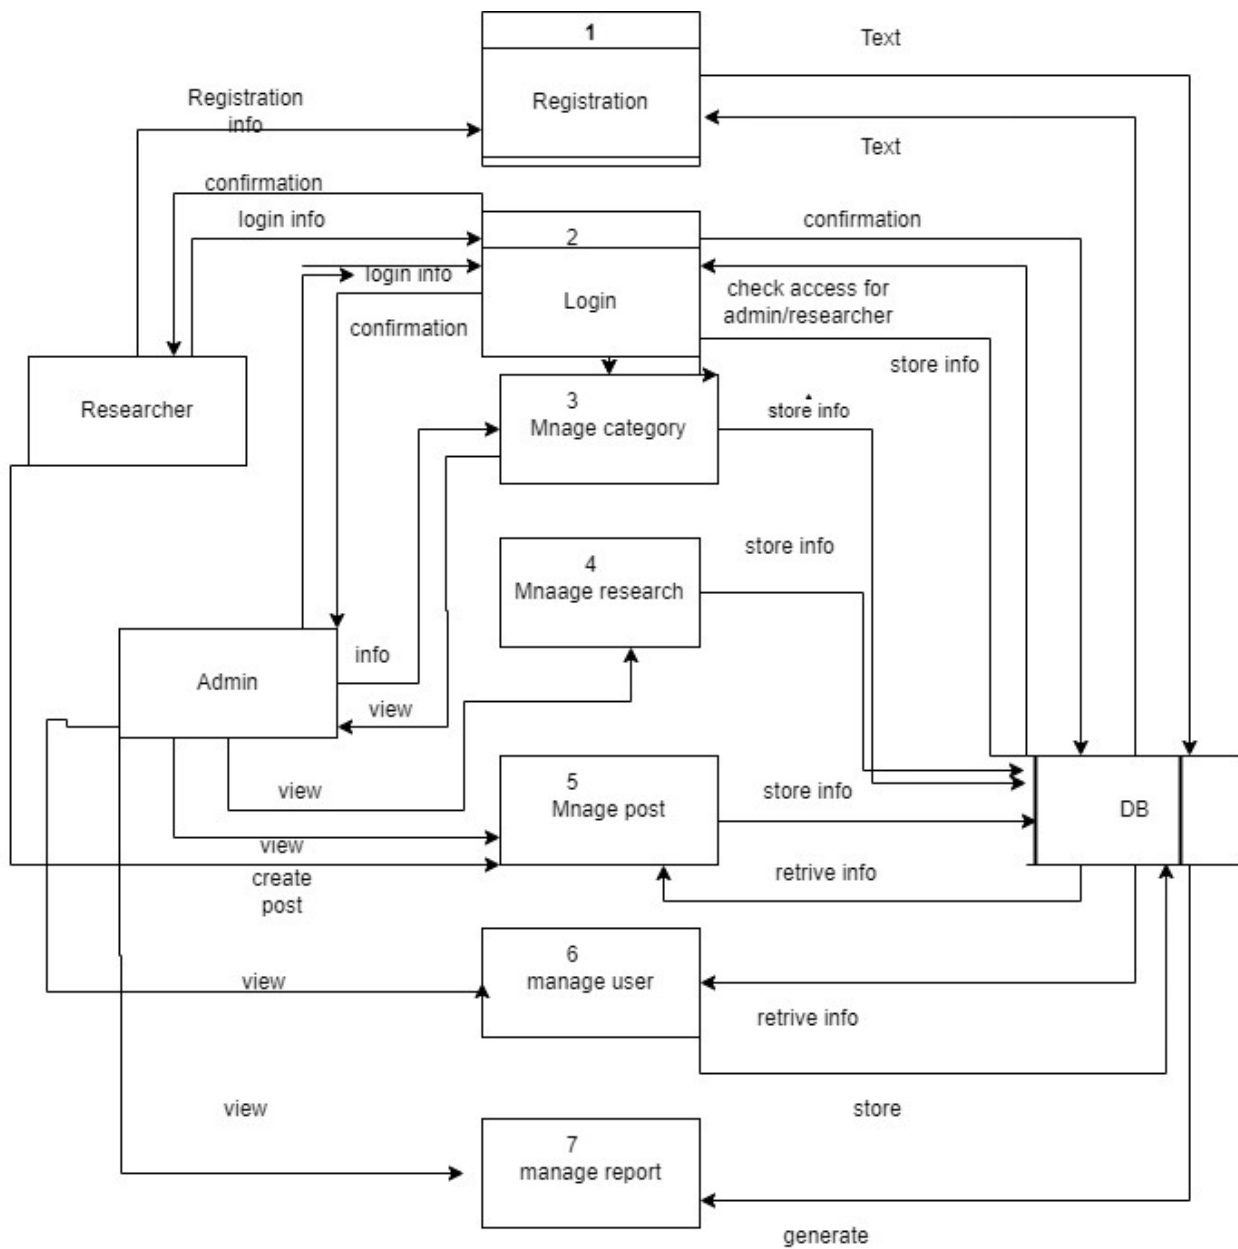 1
Text
Registration
info
Registration
Text
confirmation
login info
2
confirmation
login info
Login
check access for
admin/researcher
confirmation
store info
Researcher
3
Mnage category
store info
4
Mnaage research
store info
info
Admin
view
view
5
Mnage post
store info
DB
view
create
post
retrive info
6
manage user
view
retrive info
view
store
7
manage report
generate